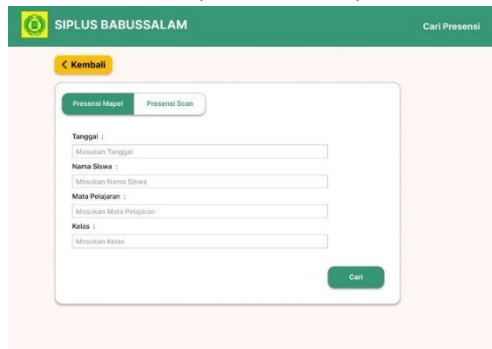 SIPLUS BABUSSALAM
Cari Presensi
< Kembali
Presensi Mapel Presensi Scan
Tanggal :
Masukan Tanggal
Nama Siswa :
Masukan Nama Siswa
Mata Pelajaran :
Masukan Mata Pelajaran
Kelas :
Masukan Kelas
Cari